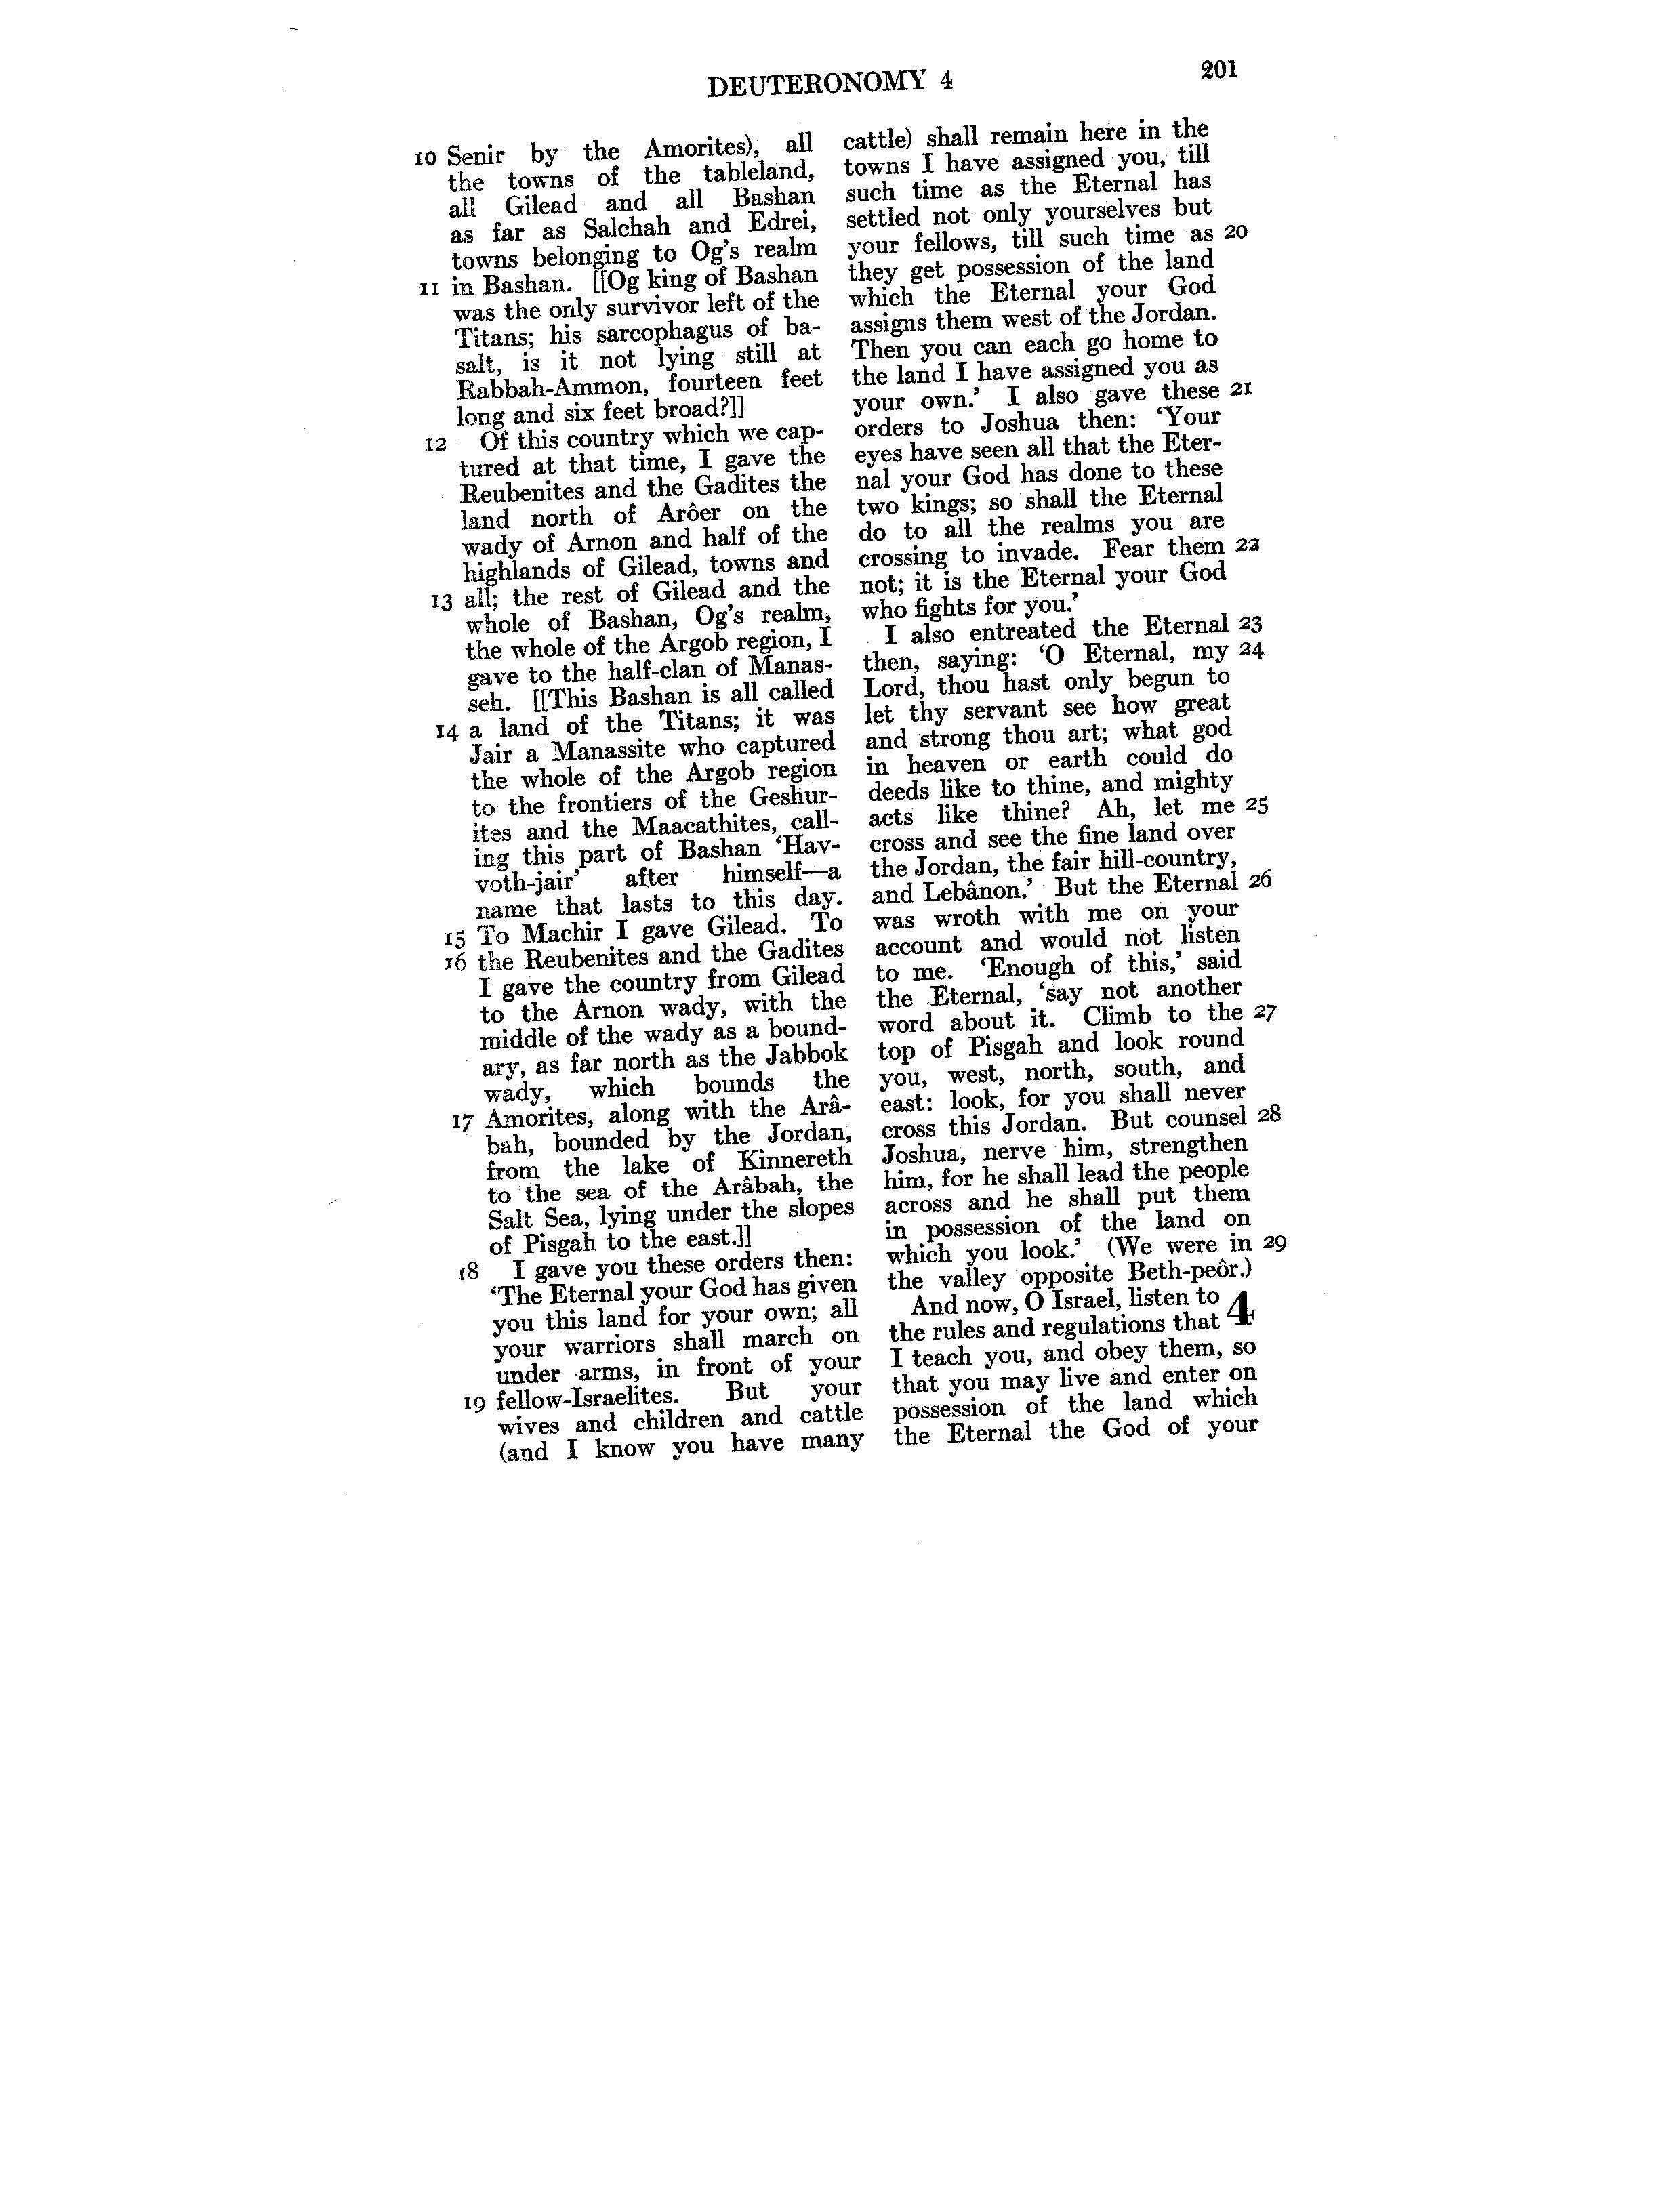 DEUTERONOMY 4
201
10 Senir by the Amorites), all
the towns of the tableland,
all Gilead and all Bashan
as far as Salchah and Edrei,
towns belonging to Og's realm
11 in Bashan. [[Og king of Bashan
was the only survivor left of the
Titans; his sarcophagus of ba-
salt, is it not lying still at
Rabbah-Ammon, fourteen feet
long and six feet broad?]]
12 Of this country which we cap-
tured at that time, I gave the
Reubenites and the Gadites the
land north of Arôer on the
wady of Arnon and half of the
highlands of Gilead, towns and
13 all; the rest of Gilead and the
whole of Bashan, Og's realm,
the whole of the Argob region, I
gave to the half-clan of Manas-
seh. [[This Bashan is all called
14 a land of the Titans; it was
Jair a Manassite who captured
the whole of the Argob region
to the frontiers of the Geshur-
ites and the Maacathites, call-
ing this part of Bashan ‘Hav-
voth-jair’ after himself—a
name that lasts to this day.
15 To Machir I gave Gilead. To
16 the Reubenites and the Gadites
I gave the country from Gilead
to the Arnon wady, with the
middle of the wady as a bound-
ary, as far north as the Jabbok
wady, which bounds the
17 Amorites, along with the Arâ-
bah, bounded by the Jordan,
from the lake of Kinnereth
to the sea of the Arâbah, the
Salt Sea, lying under the slopes
of Pisgah to the east.]]
18 I gave you these orders then:
‘The Eternal your God has given
you this land for your own; all
your warriors shall march on
under arms, in front of your
19 fellow-Israelites. But your
wives and children and cattle
(and I know you have many
cattle) shall remain here in the
towns I have assigned you, till
such time as the Eternal has
settled not only yourselves but
your fellows, till such time as 20
they get possession of the land
which the Eternal your God
assigns them west of the Jordan.
Then you can each go home to
the land I have assigned you as
your own.’ I also gave these 21
orders to Joshua then: ‘Your
eyes have seen all that the Eter-
nal your God has done to these
two kings; so shall the Eternal
do to all the realms you are
crossing to invade. Fear them 22
not; it is the Eternal your God
who fights for you.’
I also entreated the Eternal 23
then, saying: ‘O Eternal, my 24
Lord, thou hast only begun to
let thy servant see how great
and strong thou art; what god
in heaven or earth could do
deeds like to thine, and mighty
acts like thine? Ah, let me 25
cross and see the fine land over
the Jordan, the fair hill-country,
and Lebânon.’ But the Eternal 26
was wroth with me on your
account and would not listen
to me. ‘Enough of this,’ said
the Eternal, ‘say not another
word about it. Climb to the 27
top of Pisgah and look round
you, west, north, south, and
east: look, for you shall never
cross this Jordan. But counsel 28
Joshua, nerve him, strengthen
him, for he shall lead the people
across and he shall put them
in possession of the land on
which you look.’ (We were in 29
the valley opposite Beth-peôr.)
And now, O Israel, listen to 4
the rules and regulations that
I teach you, and obey them, so
that you may live and enter on
possession of the land which
the Eternal the God of your